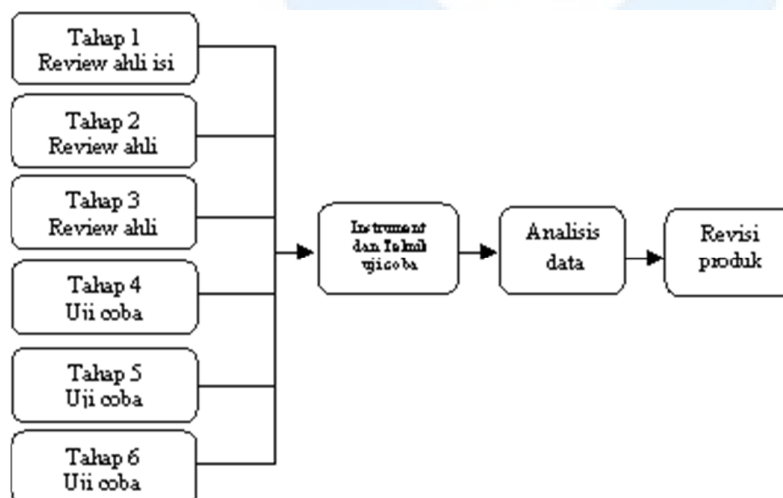 Tahap 1
Review ahli isi
Tahap 2
Review ahli
Tahap 3
Review ahli
Tahap 4
Uji coba
Tahap 5
Uji coba
Tahap 6
Uji coba
Instrument
dan Teknik
uji coba
Analisis
data
Revisi
produk